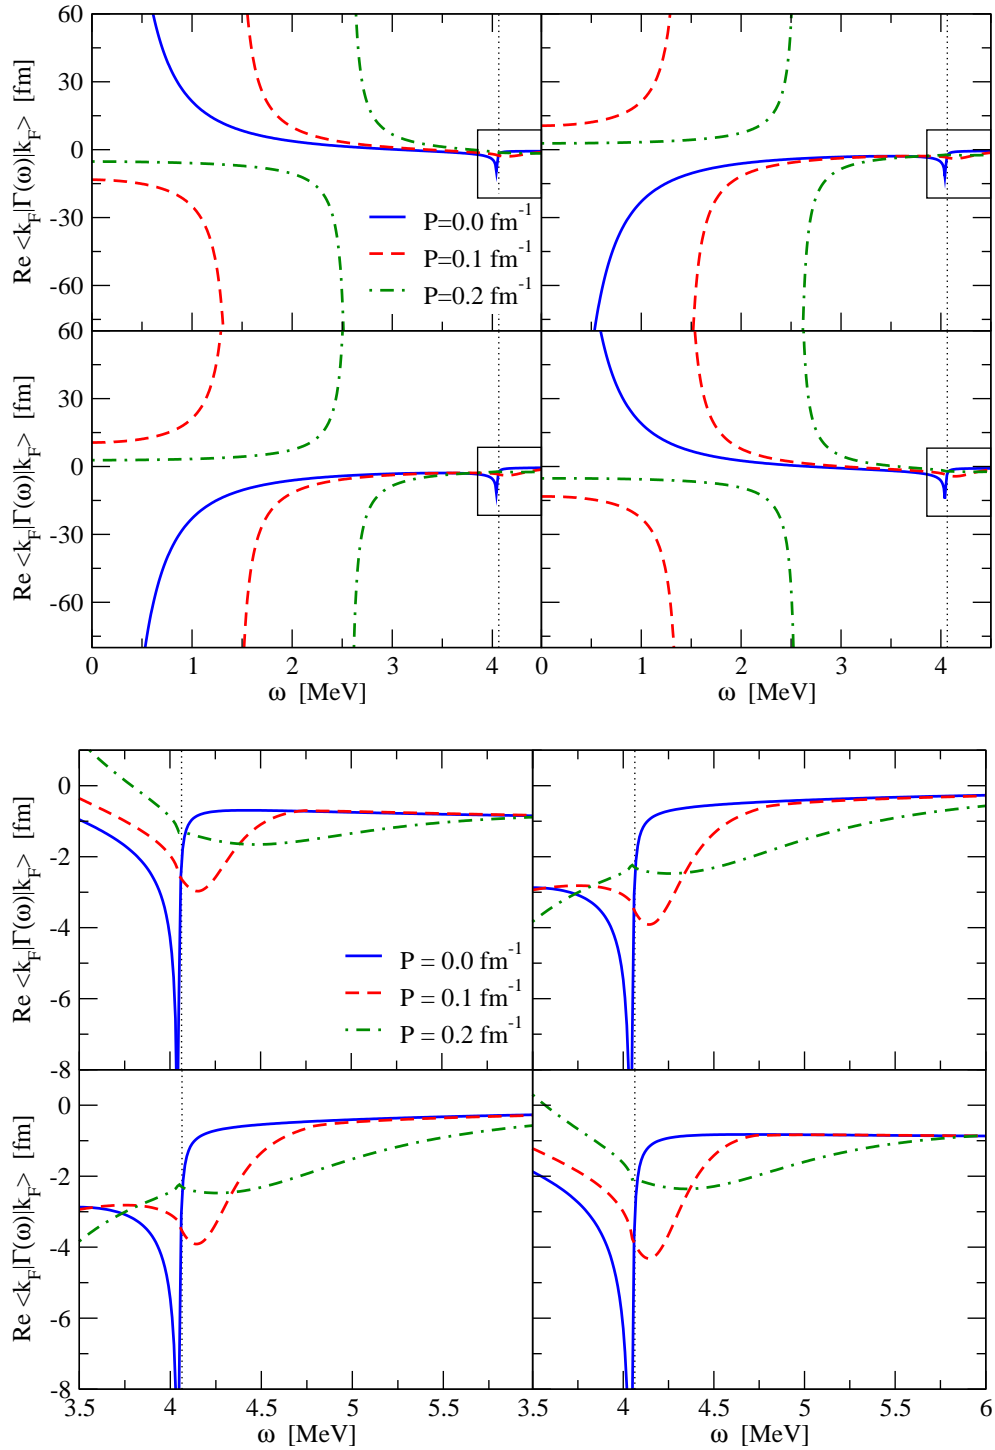 60
30
0
-30
-60
Re <k_F|Γ(ω)|k_F> [fm]
P=0.0 fm^-1
P=0.1 fm^-1
P=0.2 fm^-1
60
30
0
-30
-60
Re <k_F|Γ(ω)|k_F> [fm]
0 1 2 3 4 0 1 2 3 4
ω [MeV] ω [MeV]
0
-2
-4
-6
-8
Re <k_F|Γ(ω)|k_F> [fm]
P = 0.0 fm^-1
P = 0.1 fm^-1
P = 0.2 fm^-1
0
-2
-4
-6
-8
Re <k_F|Γ(ω)|k_F> [fm]
3.5 4 4.5 5 5.5 4 4.5 5 5.5 6
ω [MeV] ω [MeV]